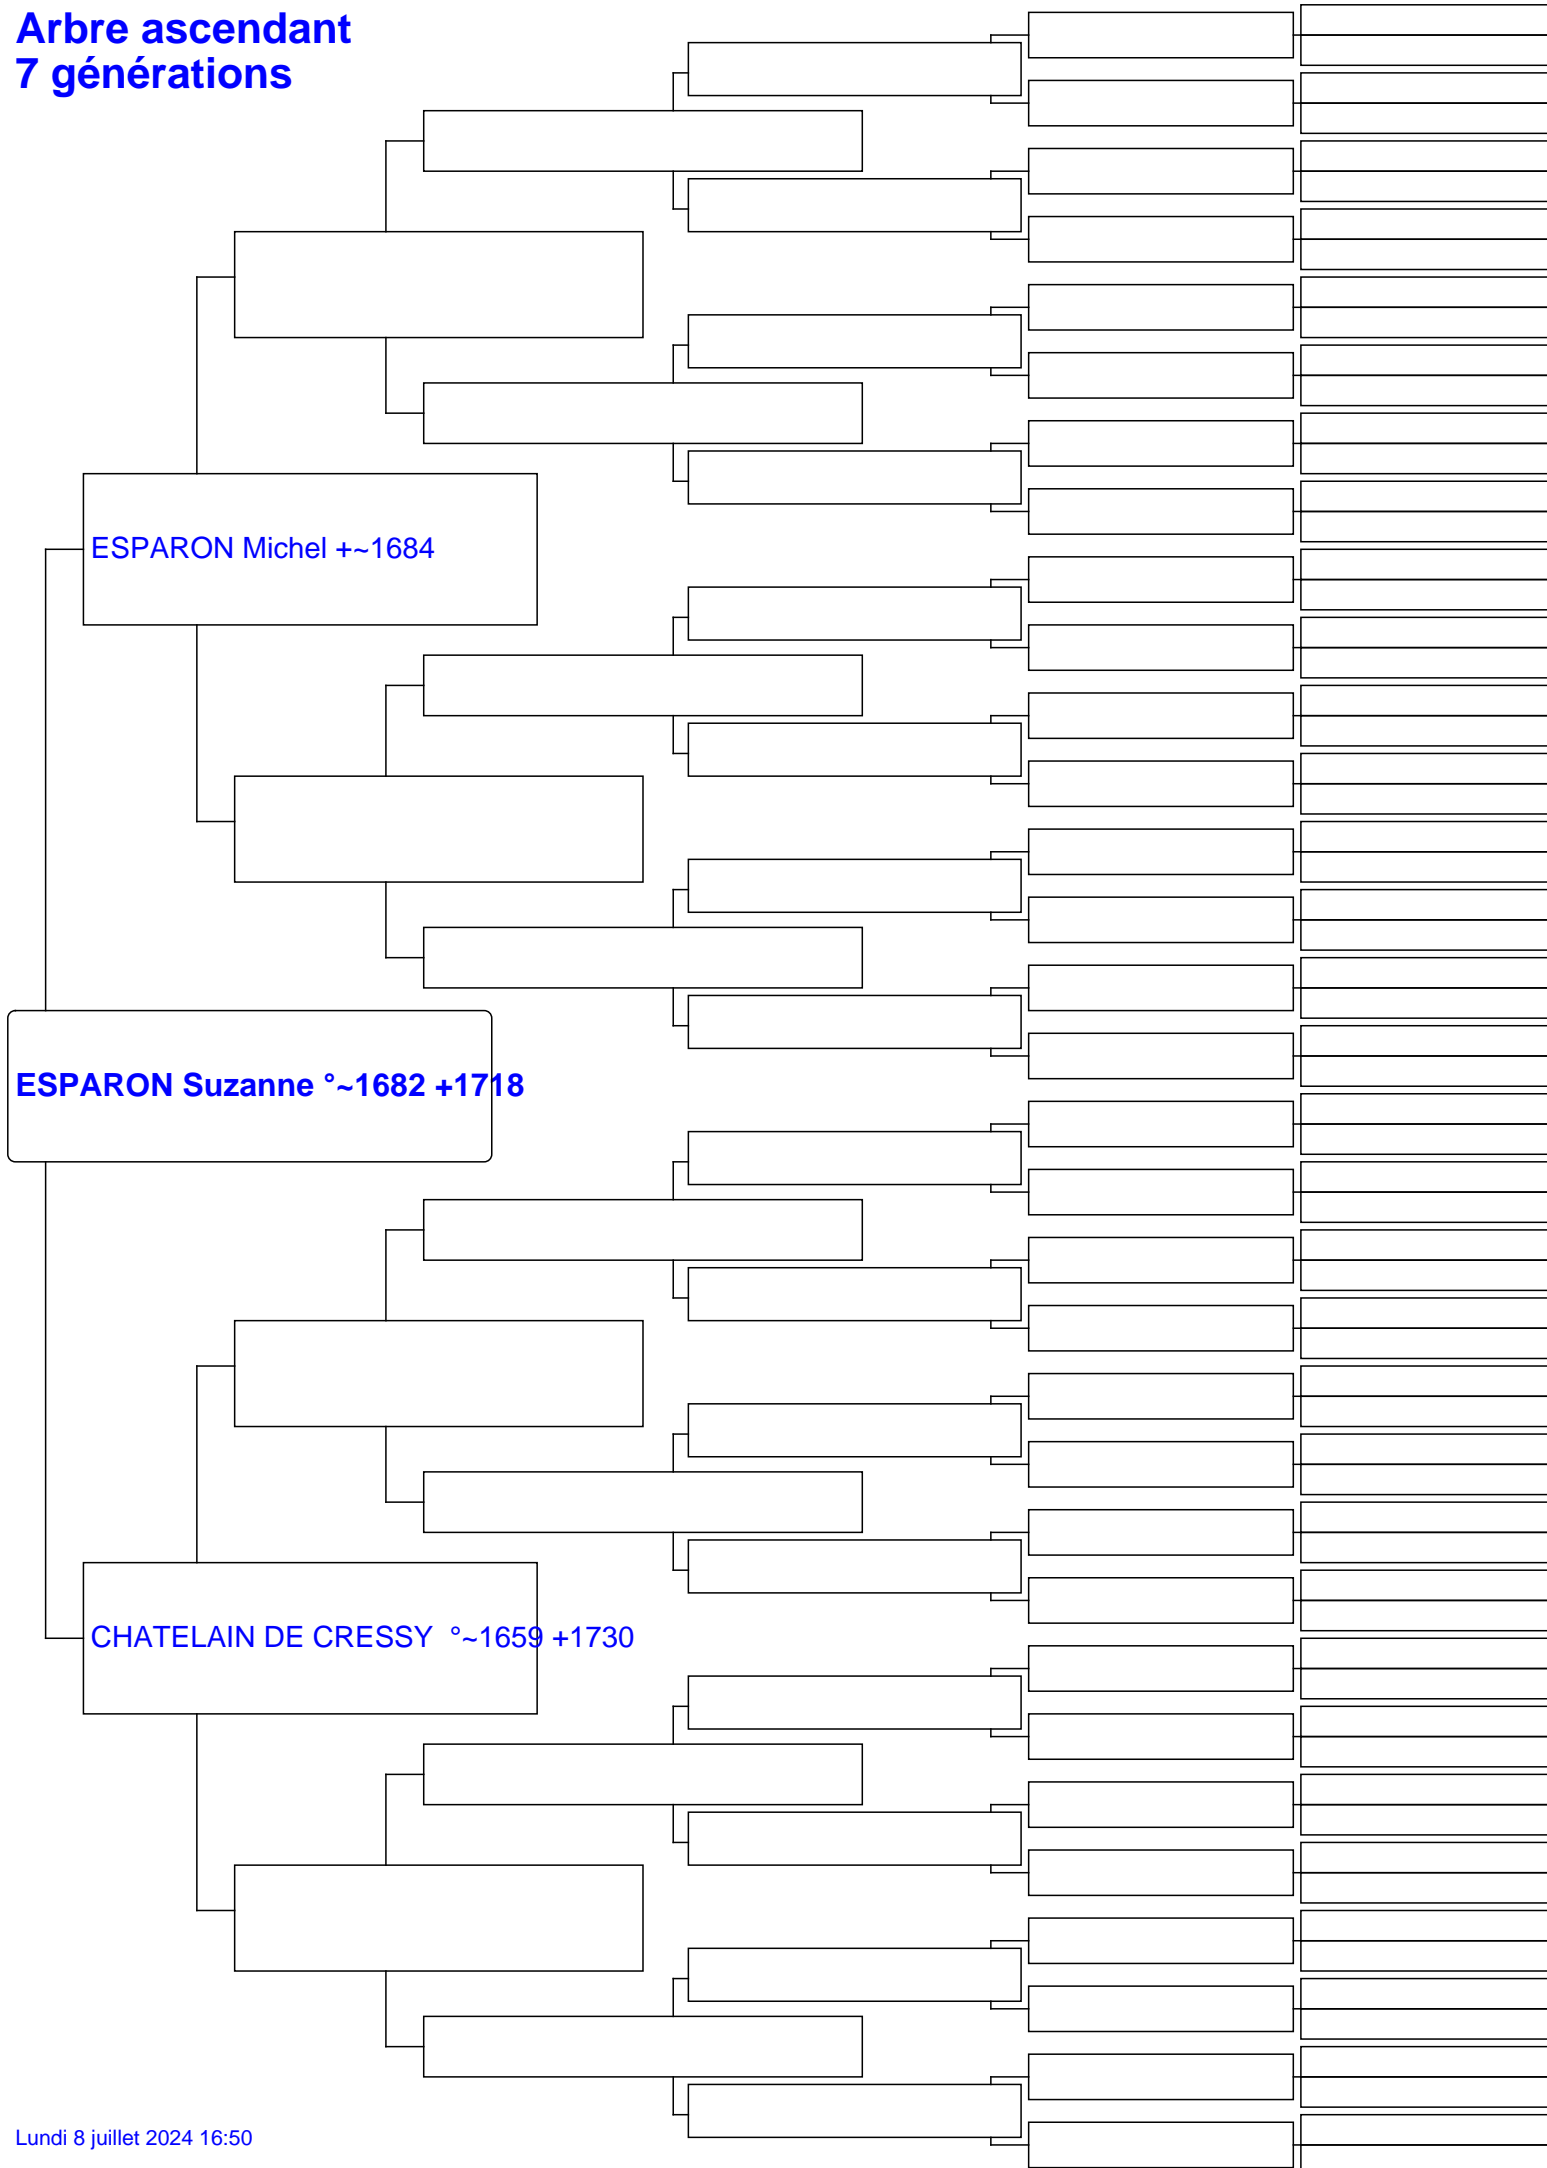 Arbre ascendant
7 générations
ESPARON Michel +~1684
ESPARON Suzanne °~1682 +1718
CHATELAIN DE CRESSY °~1659 +1730
Lundi 8 juillet 2024 16:50